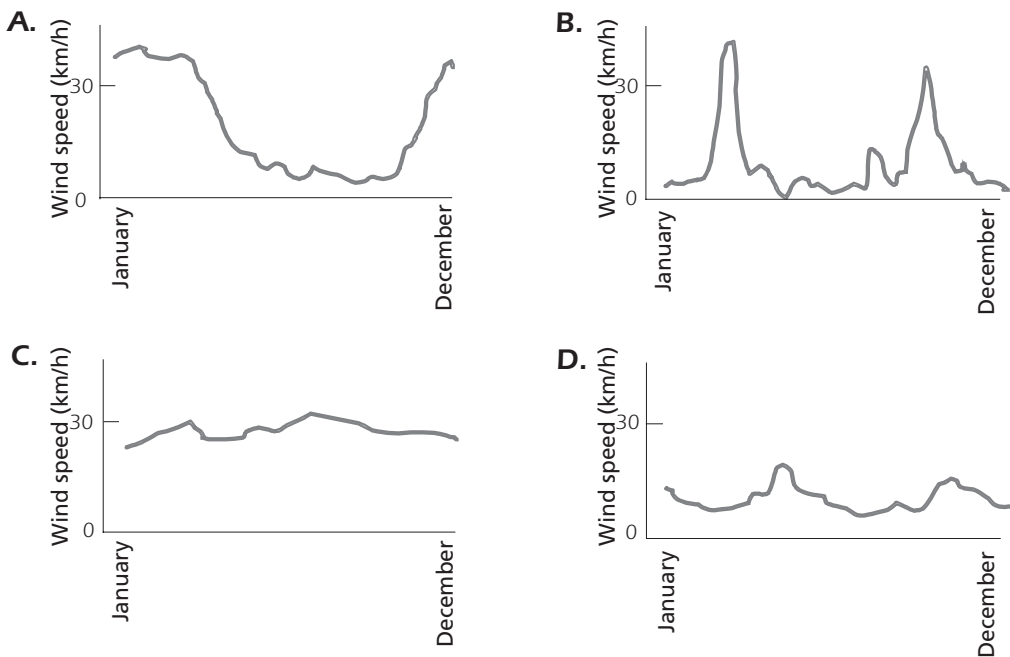 A.
Wind speed (km/h)
30
0
January
December
B.
Wind speed (km/h)
30
0
January
December
C.
Wind speed (km/h)
30
0
January
December
D.
Wind speed (km/h)
30
0
January
December